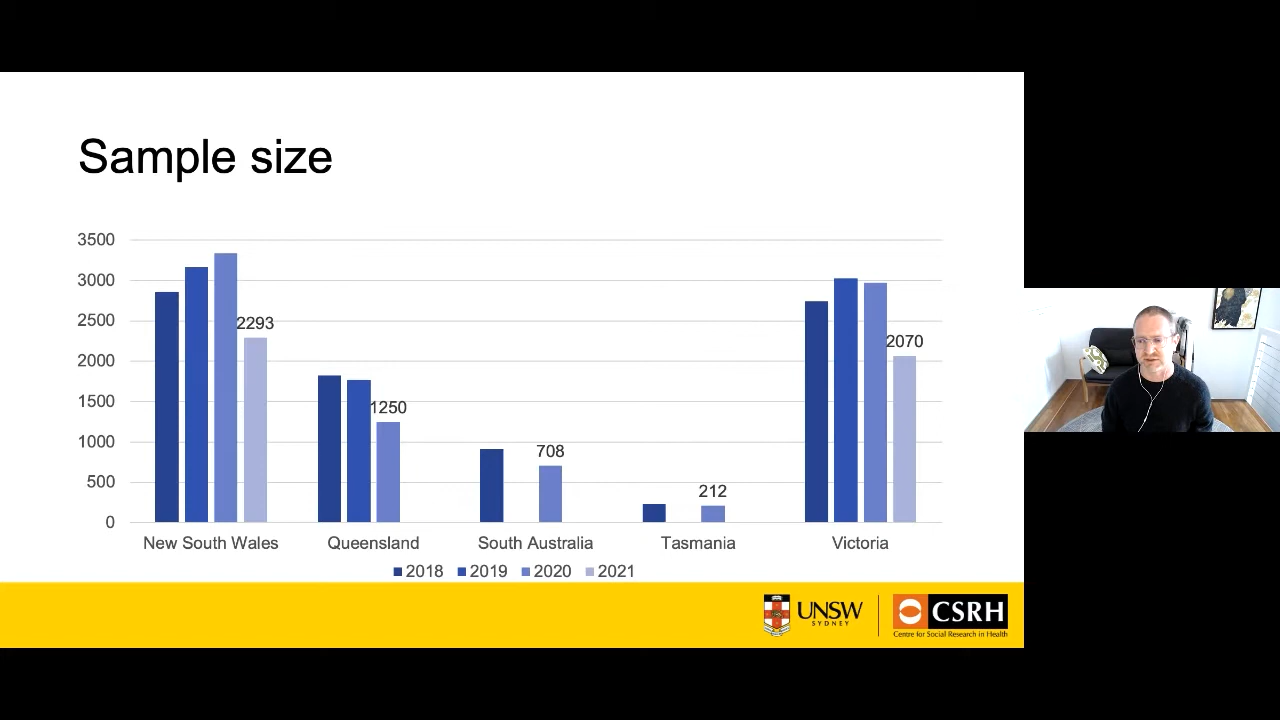 Sample size
3500
3000
2500
2000
1500
1000
500
0
2293
1250
708
212
2070
New South Wales
Queensland
South Australia
Tasmania
Victoria
2018 2019 2020 2021
UNSW
SYDNEY
CSRH
Centre for Social Research in Health